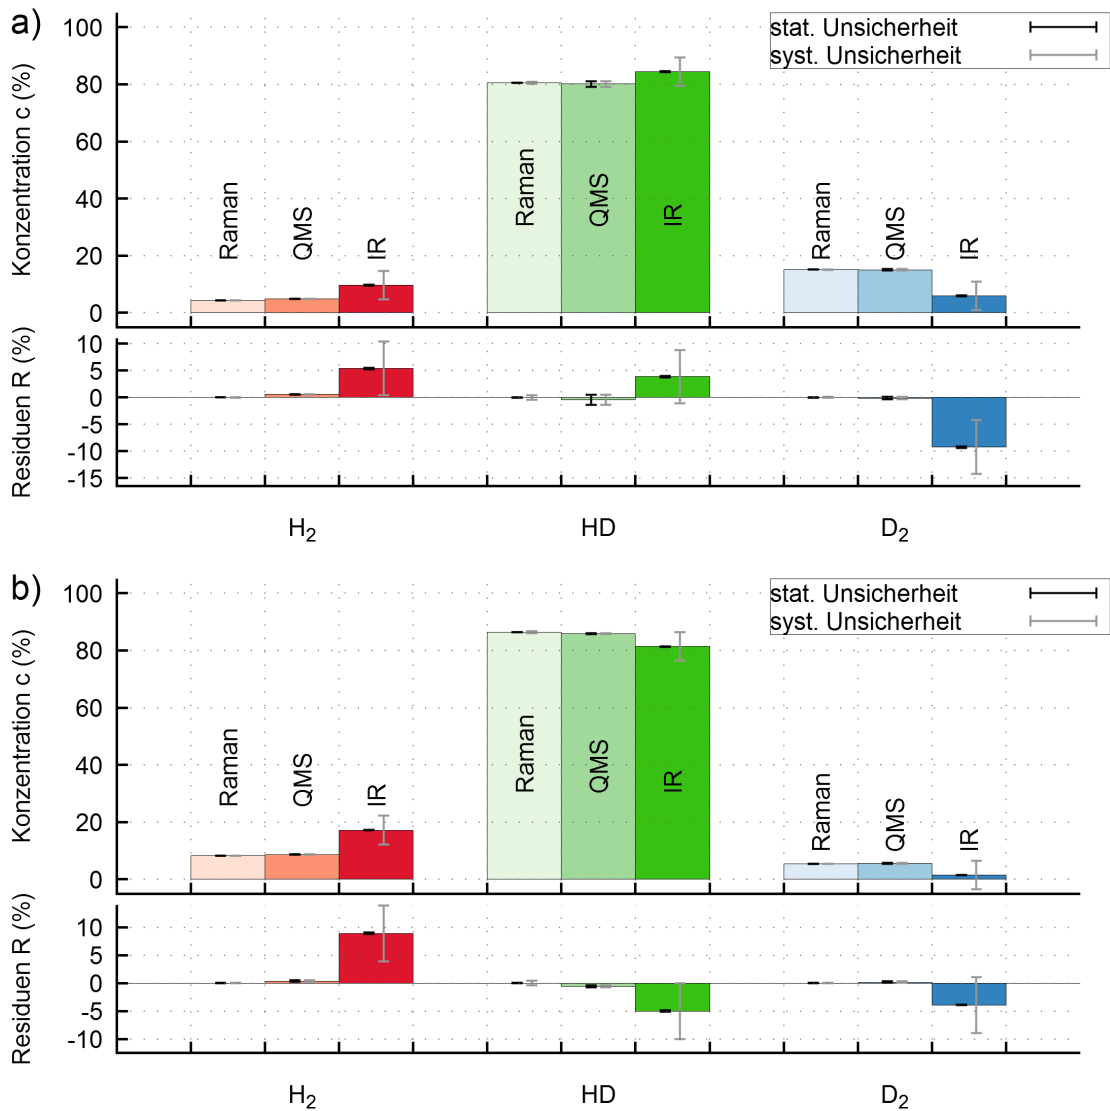 a)
stat. Unsicherheit
syst. Unsicherheit
Konzentration c (%)
100
80
60
40
20
0
Raman
QMS
IR
Raman
QMS
IR
Raman
QMS
IR
Residuen R (%)
10
5
0
-5
-10
-15
H2
HD
D2
b)
stat. Unsicherheit
syst. Unsicherheit
Konzentration c (%)
100
80
60
40
20
0
Raman
QMS
IR
Raman
QMS
IR
Raman
QMS
IR
Residuen R (%)
10
5
0
-5
-10
H2
HD
D2